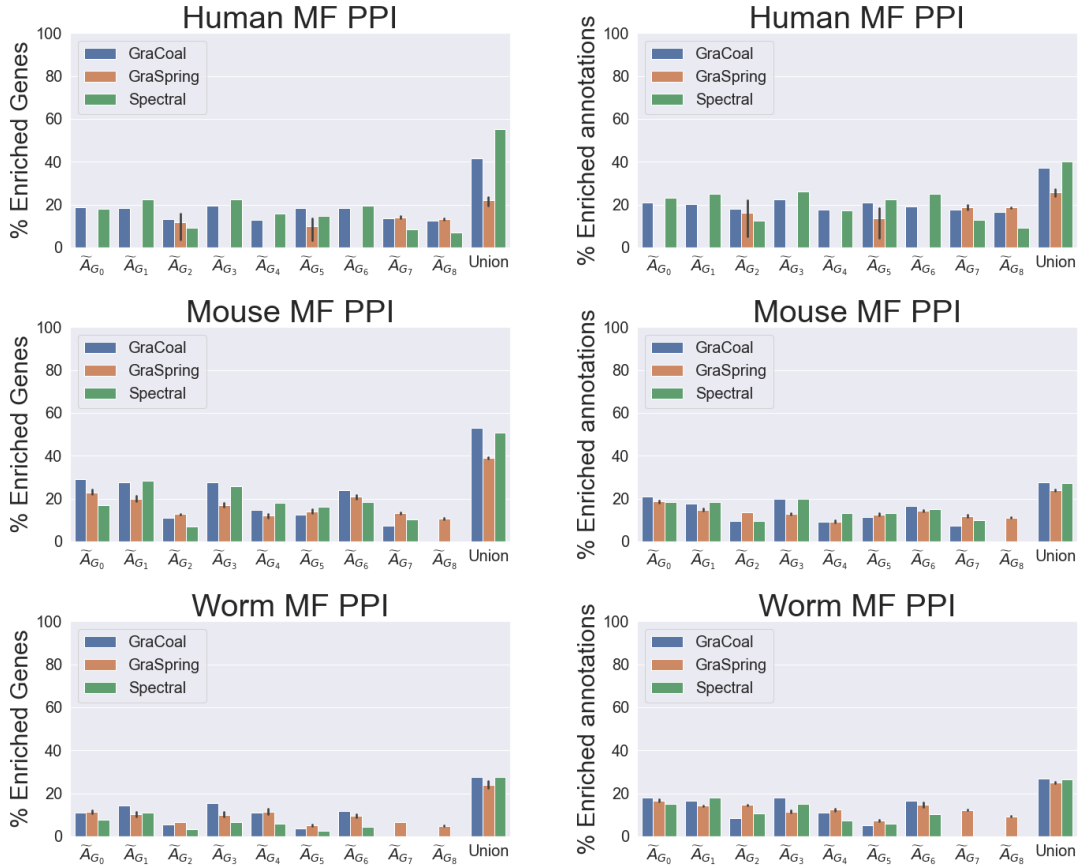 Human MF PPI
% Enriched Genes
100
80
60
40
20
0
GraCoal
GraSpring
Spectral
Ã_G₀ Ã_G₁ Ã_G₂ Ã_G₃ Ã_G₄ Ã_G₅ Ã_G₆ Ã_G₇ Ã_G₈ Union
Human MF PPI
% Enriched annotations
100
80
60
40
20
0
GraCoal
GraSpring
Spectral
Ã_G₀ Ã_G₁ Ã_G₂ Ã_G₃ Ã_G₄ Ã_G₅ Ã_G₆ Ã_G₇ Ã_G₈ Union
Mouse MF PPI
% Enriched Genes
100
80
60
40
20
0
GraCoal
GraSpring
Spectral
Ã_G₀ Ã_G₁ Ã_G₂ Ã_G₃ Ã_G₄ Ã_G₅ Ã_G₆ Ã_G₇ Ã_G₈ Union
Mouse MF PPI
% Enriched annotations
100
80
60
40
20
0
GraCoal
GraSpring
Spectral
Ã_G₀ Ã_G₁ Ã_G₂ Ã_G₃ Ã_G₄ Ã_G₅ Ã_G₆ Ã_G₇ Ã_G₈ Union
Worm MF PPI
% Enriched Genes
100
80
60
40
20
0
GraCoal
GraSpring
Spectral
Ã_G₀ Ã_G₁ Ã_G₂ Ã_G₃ Ã_G₄ Ã_G₅ Ã_G₆ Ã_G₇ Ã_G₈ Union
Worm MF PPI
% Enriched annotations
100
80
60
40
20
0
GraCoal
GraSpring
Spectral
Ã_G₀ Ã_G₁ Ã_G₂ Ã_G₃ Ã_G₄ Ã_G₅ Ã_G₆ Ã_G₇ Ã_G₈ Union